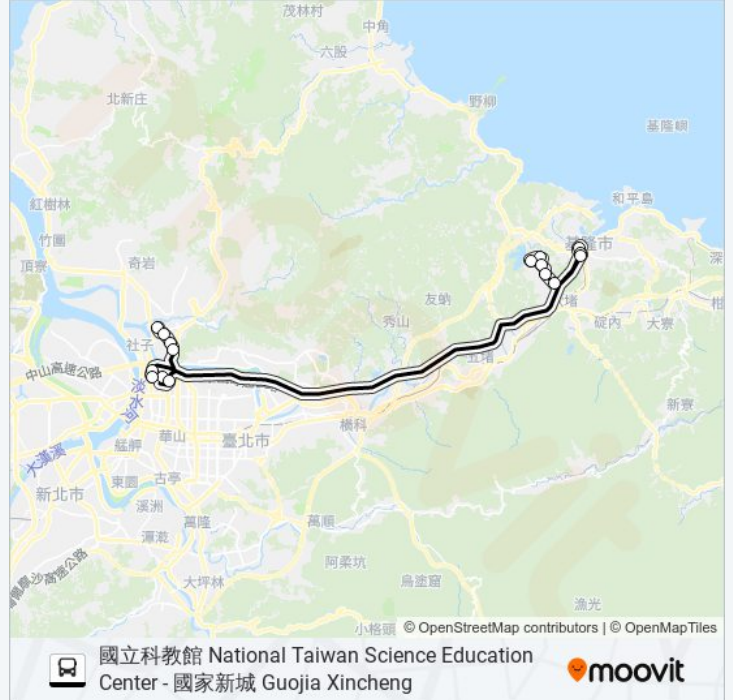 茂林村
中角
六股
北新庄
野柳
基隆嶼
紅樹林
和平島
竹圍
頂寮
奇岩
基隆市
深
友蚋
堵
柑
秀山
碇內
大寮
社子
五堵
中山高速公路
淡水河
新寮
橫科
艋舺
華山
臺北市
大漢溪
東園
古亭
新北市
溪洲
萬隆
萬順
潭墘
阿柔坑
大坪林
烏塗窟
漁光
小格頭
© OpenStreetMap contributors | © OpenMapTiles
國立科教館 National Taiwan Science Education
Center - 國家新城 Guojia Xincheng
moovit